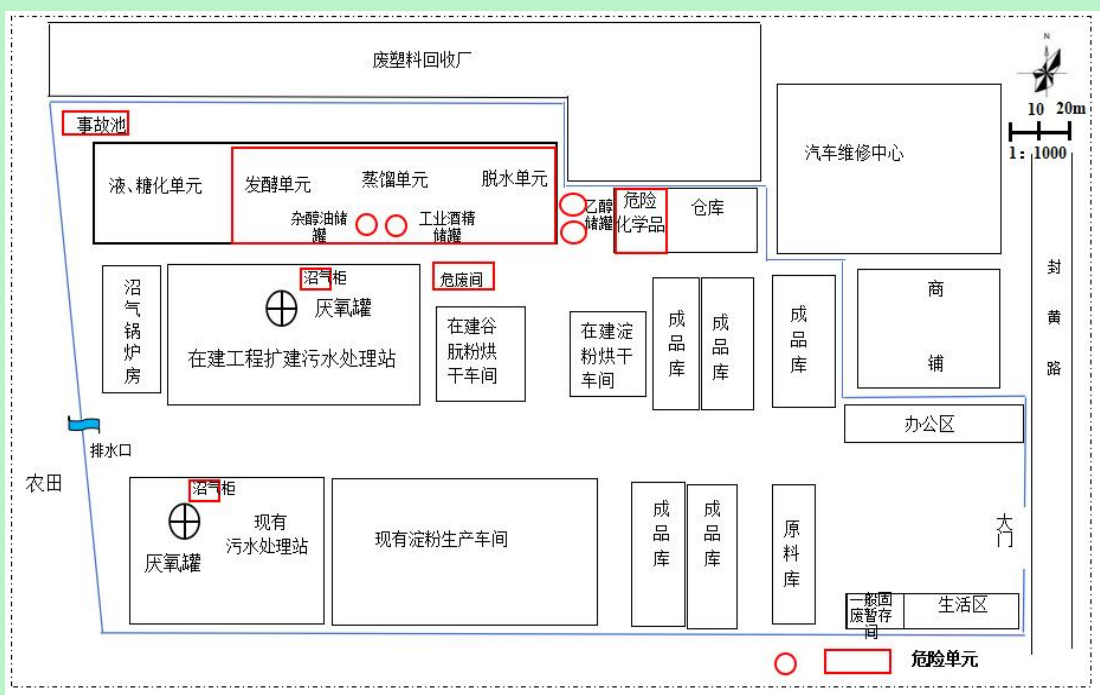 废塑料回收厂
N
10 20m
1：1000
事故池
汽车维修中心
液、糖化单元
发酵单元
蒸馏单元
脱水单元
杂醇油储
罐
工业酒精
储罐
乙醇
储罐
危险
化学品
仓库
沼气锅炉房
沼气柜
厌氧罐
在建工程扩建污水处理站
危废间
在建谷
朊粉烘
干车间
在建淀
粉烘干
车间
成品库
成品库
成品库
商铺
封黄路
办公区
排水口
农田
沼气柜
厌氧罐
现有
污水处理站
现有淀粉生产车间
成品库
成品库
原料库
大门
一般固
废暂存
间
生活区
危险单元